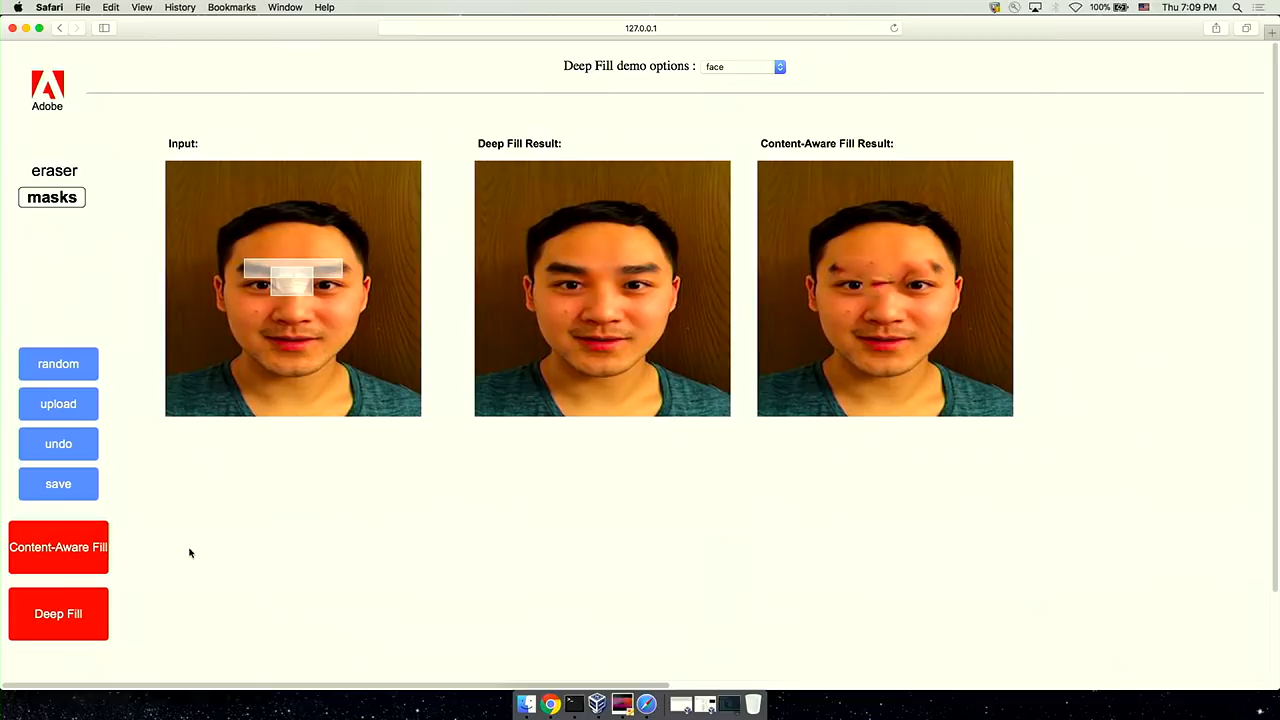 Safari File Edit View History Bookmarks Window Help 100% Thu 7:09 PM
127.0.0.1
Deep Fill demo options : face
Adobe
Input: Deep Fill Result: Content-Aware Fill Result:
eraser
masks
random
upload
undo
save
Content-Aware Fill
Deep Fill